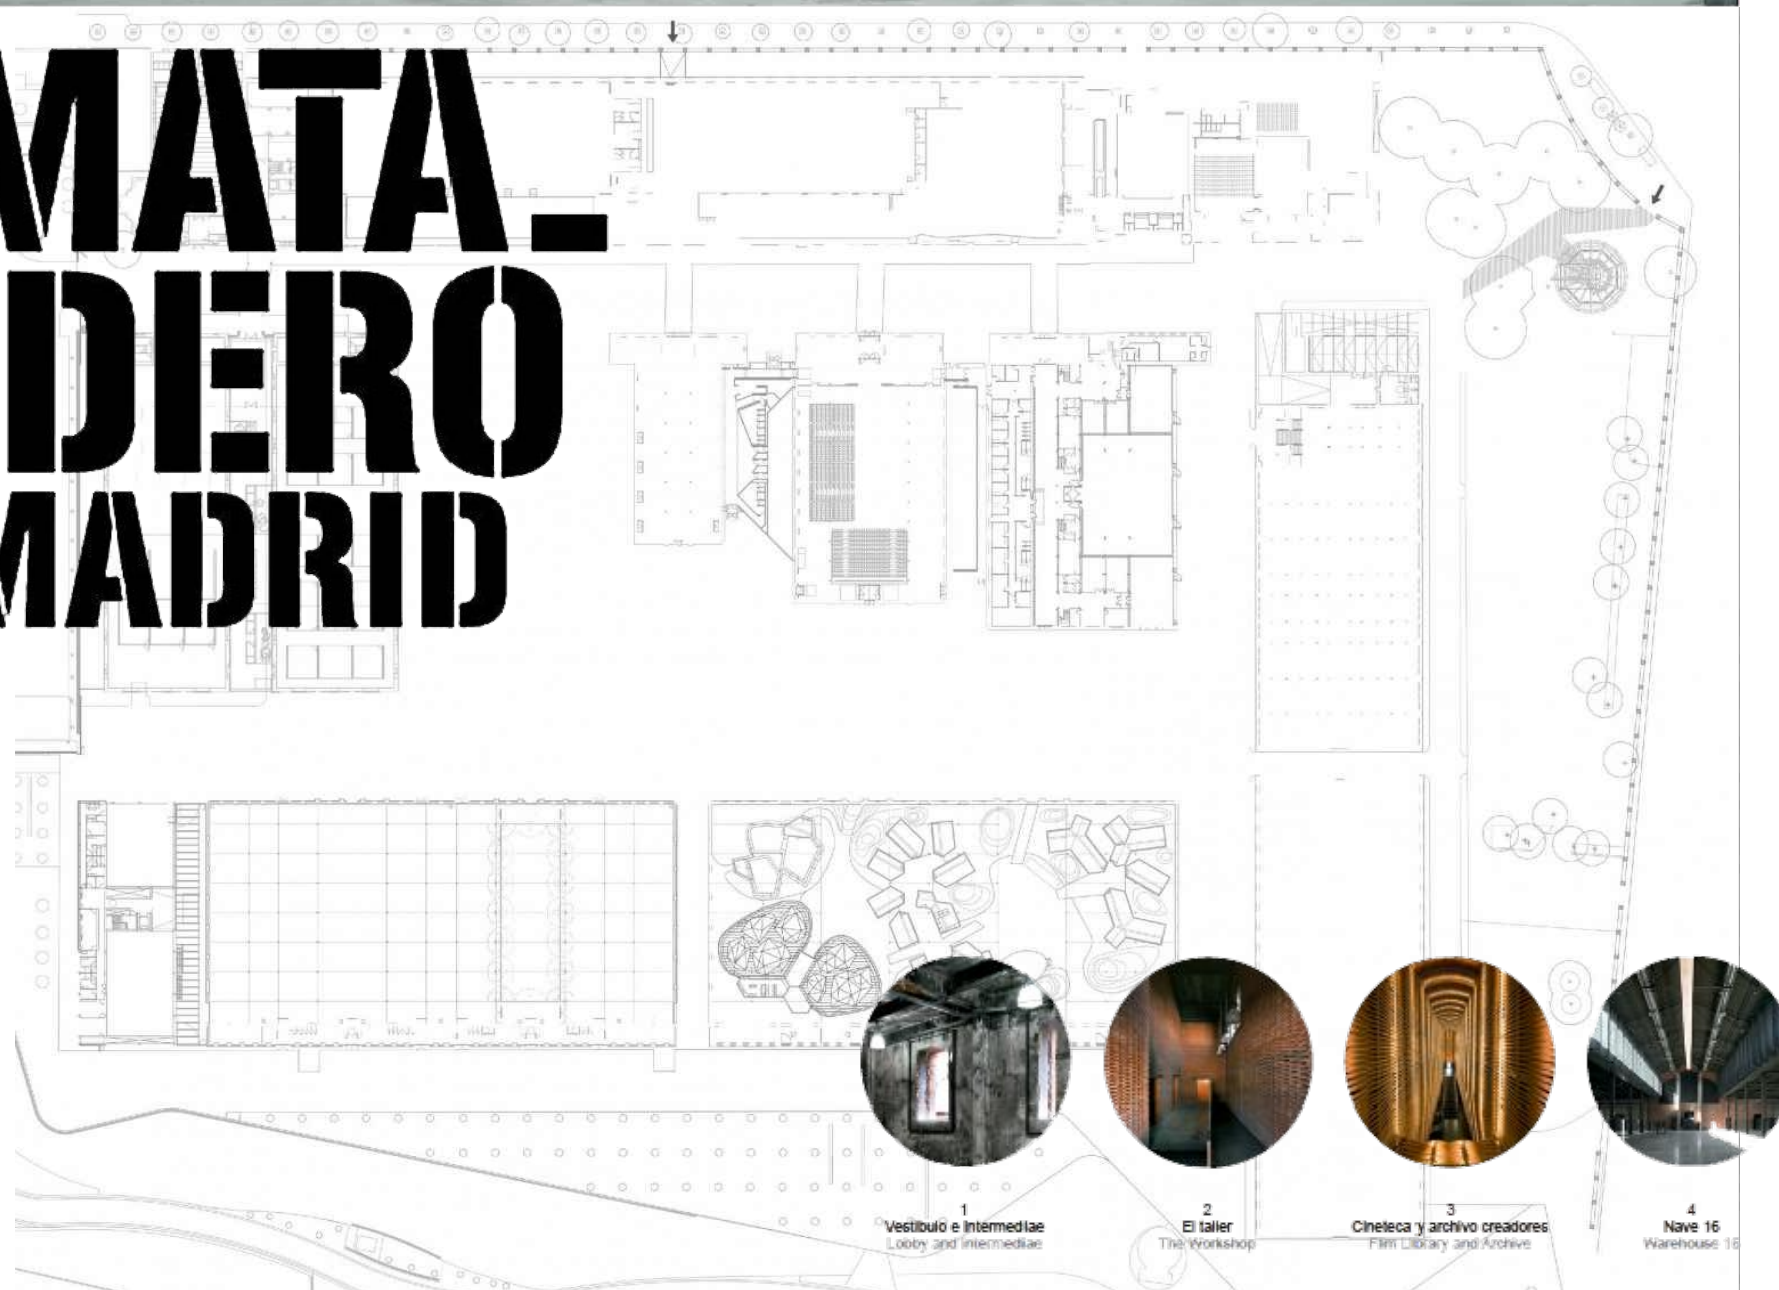 MATA_
DERO
MADRID
1
Vestíbulo e Intermediae
Lobby and Intermediae
2
El taller
The Workshop
3
Cineteca y archivo creadores
Film Library and Archive
4
Nave 16
Warehouse 16